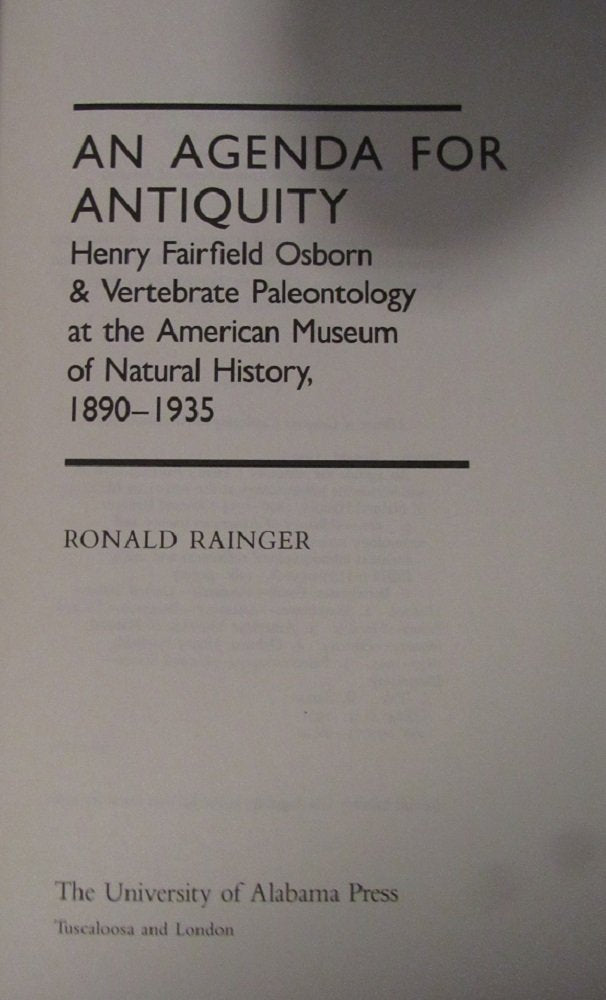 AN AGENDA FOR
ANTIQUITY
Henry Fairfield Osborn
& Vertebrate Paleontology
at the American Museum
of Natural History,
1890–1935
RONALD RAINGER
The University of Alabama Press
Tuscaloosa and London